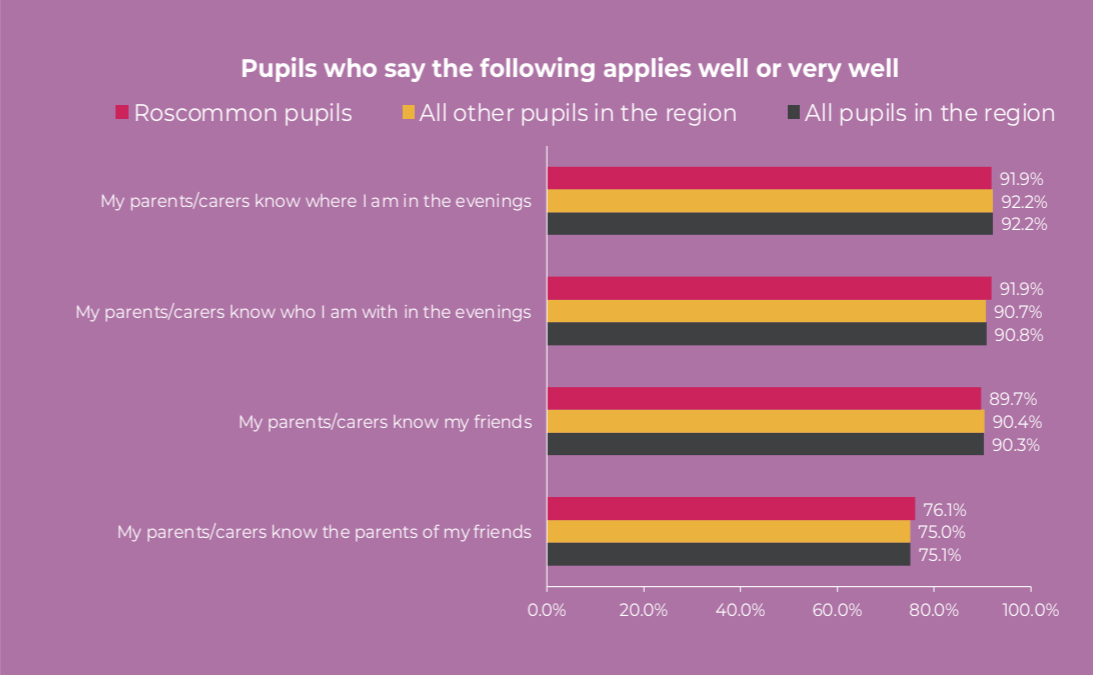 Pupils who say the following applies well or very well
Roscommon pupils
All other pupils in the region
All pupils in the region
My parents/carers know where I am in the evenings
91.9%
92.2%
92.2%
My parents/carers know who I am with in the evenings
91.9%
90.7%
90.8%
My parents/carers know my friends
89.7%
90.4%
90.3%
My parents/carers know the parents of my friends
76.1%
75.0%
75.1%
0.0% 20.0% 40.0% 60.0% 80.0% 100.0%